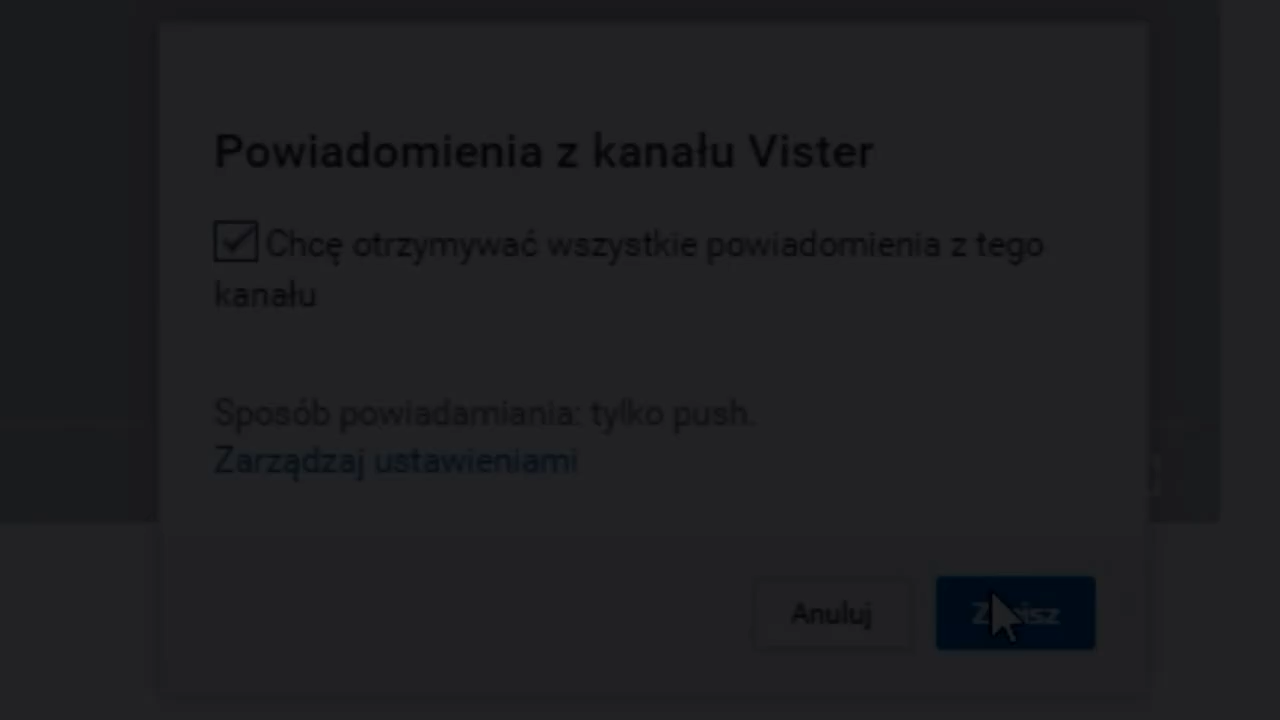 Powiadomienia z kanału Vister
Chcę otrzymywać wszystkie powiadomienia z tego
kanału
Sposób powiadamiania: tylko push.
Zarządzaj ustawieniami
Anuluj